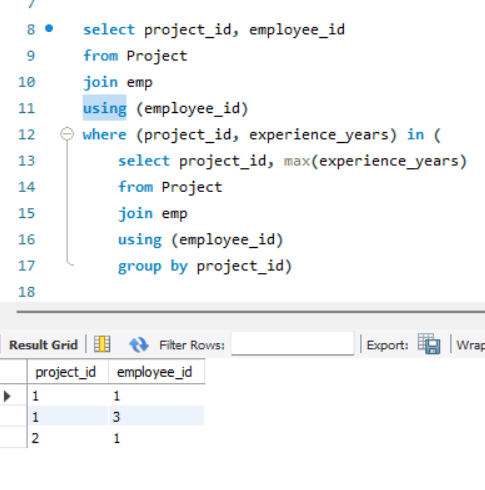 7
8 select project_id, employee_id
9 from Project
10 join emp
11 using (employee_id)
12 where (project_id, experience_years) in (
13 select project_id, max(experience_years)
14 from Project
15 join emp
16 using (employee_id)
17 group by project_id)
18
Result Grid Filter Rows: Export: Wrap
project_id employee_id
1 1
1 3
2 1